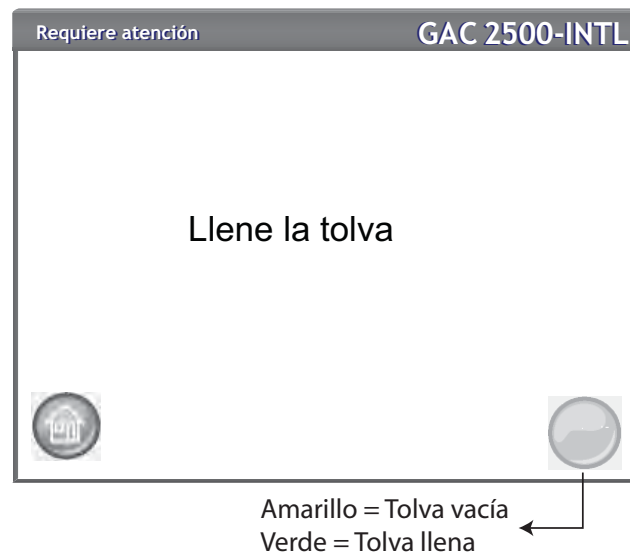 Requiere atención
GAC 2500-INTL
Llene la tolva
Amarillo = Tolva vacía
Verde = Tolva llena